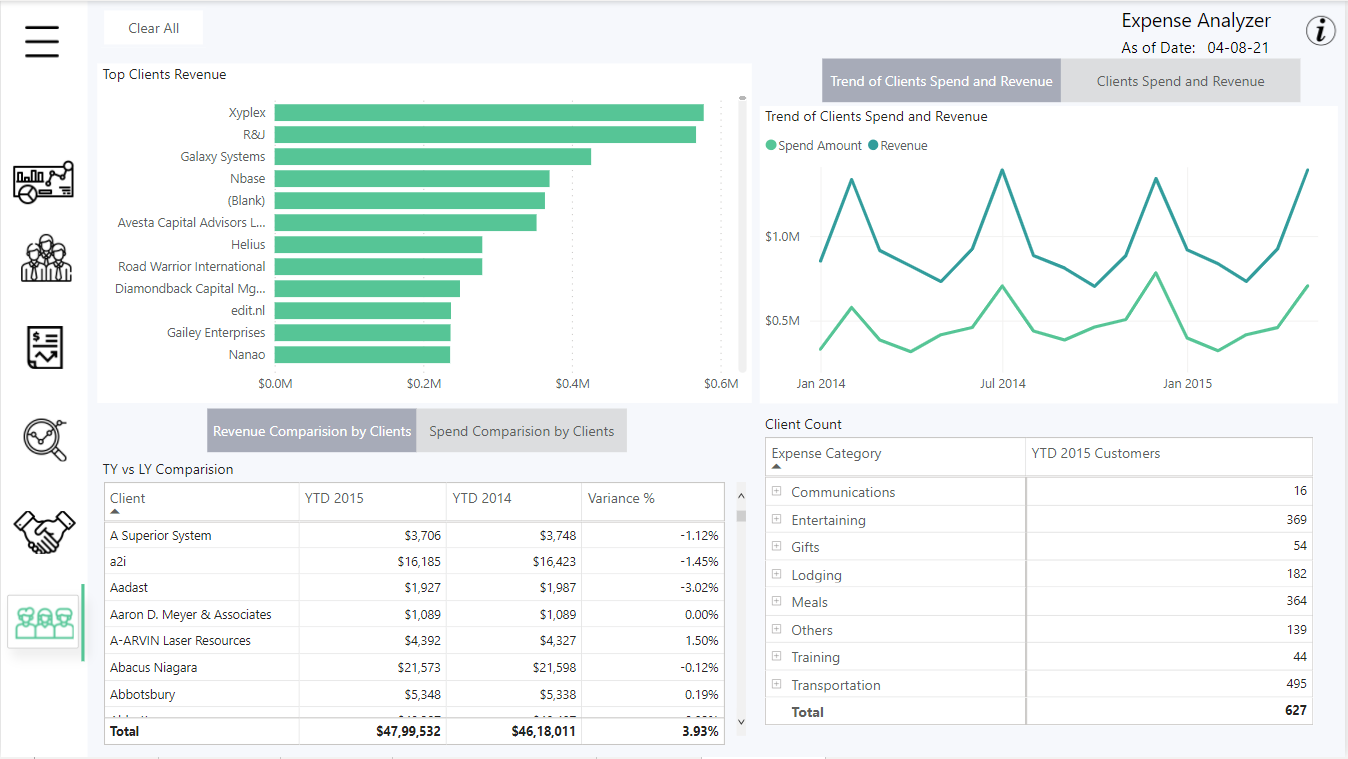 Clear All
Expense Analyzer
As of Date: 04-08-21
i
Top Clients Revenue
Xyplex
R&J
Galaxy Systems
Nbase
(Blank)
Avesta Capital Advisors L...
Helius
Road Warrior International
Diamondback Capital Mg...
edit.nl
Gailey Enterprises
Nanao
$0.0M $0.2M $0.4M $0.6M
Trend of Clients Spend and Revenue
Clients Spend and Revenue
Trend of Clients Spend and Revenue
Spend Amount Revenue
$1.0M
$0.5M
Jan 2014 Jul 2014 Jan 2015
Revenue Comparision by Clients
Spend Comparision by Clients
TY vs LY Comparision
Client YTD 2015 YTD 2014 Variance %
A Superior System $3,706 $3,748 -1.12%
a2i $16,185 $16,423 -1.45%
Aadast $1,927 $1,987 -3.02%
Aaron D. Meyer & Associates $1,089 $1,089 0.00%
A-ARVIN Laser Resources $4,392 $4,327 1.50%
Abacus Niagara $21,573 $21,598 -0.12%
Abbotsbury $5,348 $5,338 0.19%
Total $47,99,532 $46,18,011 3.93%
Client Count
Expense Category YTD 2015 Customers
Communications 16
Entertaining 369
Gifts 54
Lodging 182
Meals 364
Others 139
Training 44
Transportation 495
Total 627